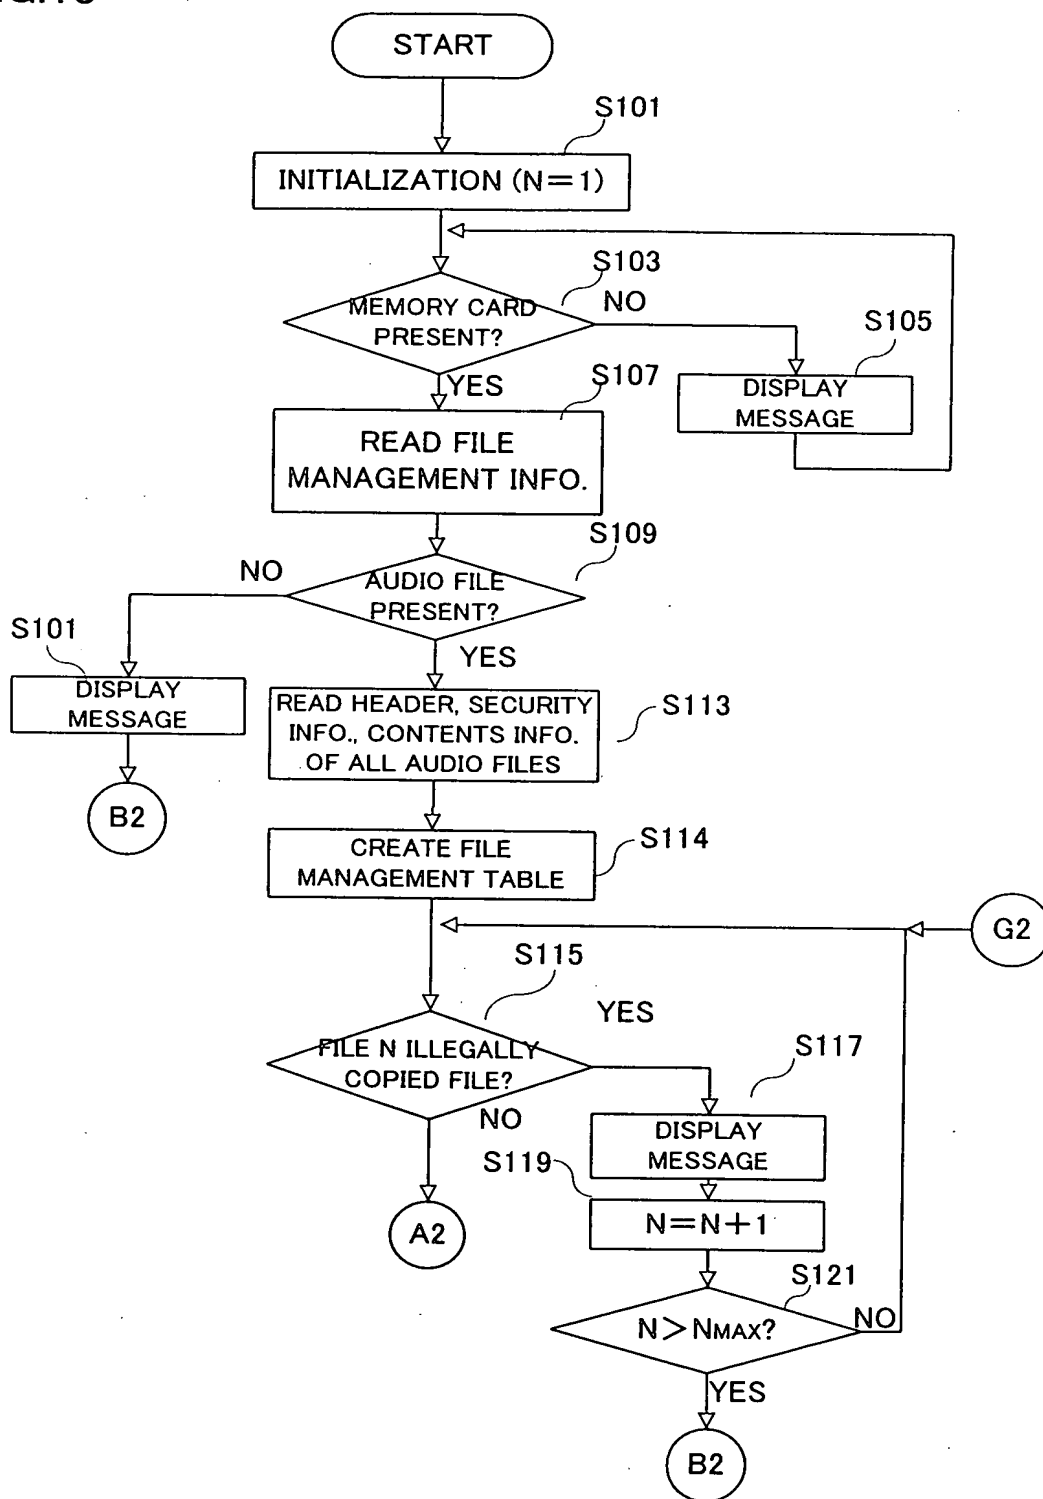 START
S101
INITIALIZATION (N=1)
S103
MEMORY CARD
PRESENT?
NO
S105
DISPLAY
MESSAGE
YES
S107
READ FILE
MANAGEMENT INFO.
S109
NO
AUDIO FILE
PRESENT?
S101
DISPLAY
MESSAGE
B2
YES
READ HEADER, SECURITY
INFO., CONTENTS INFO.
OF ALL AUDIO FILES
S113
CREATE FILE
MANAGEMENT TABLE
S114
G2
S115
YES
FILE N ILLEGALLY
COPIED FILE?
S117
NO
DISPLAY
MESSAGE
S119
A2
N=N+1
S121
N>NMAX?
NO
YES
B2